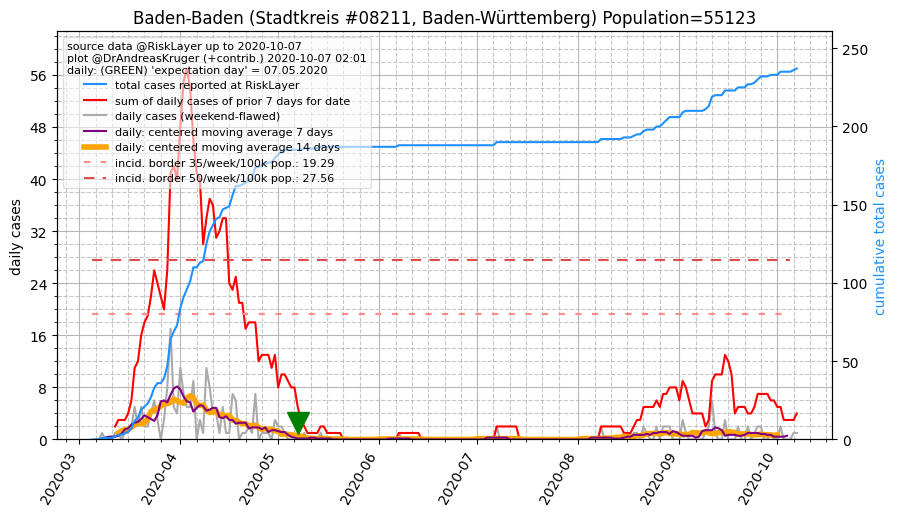 Baden-Baden (Stadtkreis #08211, Baden-Württemberg) Population=55123
source data @RiskLayer up to 2020-10-07
plot @DrAndreasKruger (+contrib.) 2020-10-07 02:01
daily: (GREEN) 'expectation day' = 07.05.2020
total cases reported at RiskLayer
sum of daily cases of prior 7 days for date
daily cases (weekend-flawed)
daily: centered moving average 7 days
daily: centered moving average 14 days
incid. border 35/week/100k pop.: 19.29
incid. border 50/week/100k pop.: 27.56
daily cases
56
48
40
32
24
16
8
0
cumulative total cases
250
200
150
100
50
0
2020-03
2020-04
2020-05
2020-06
2020-07
2020-08
2020-09
2020-10